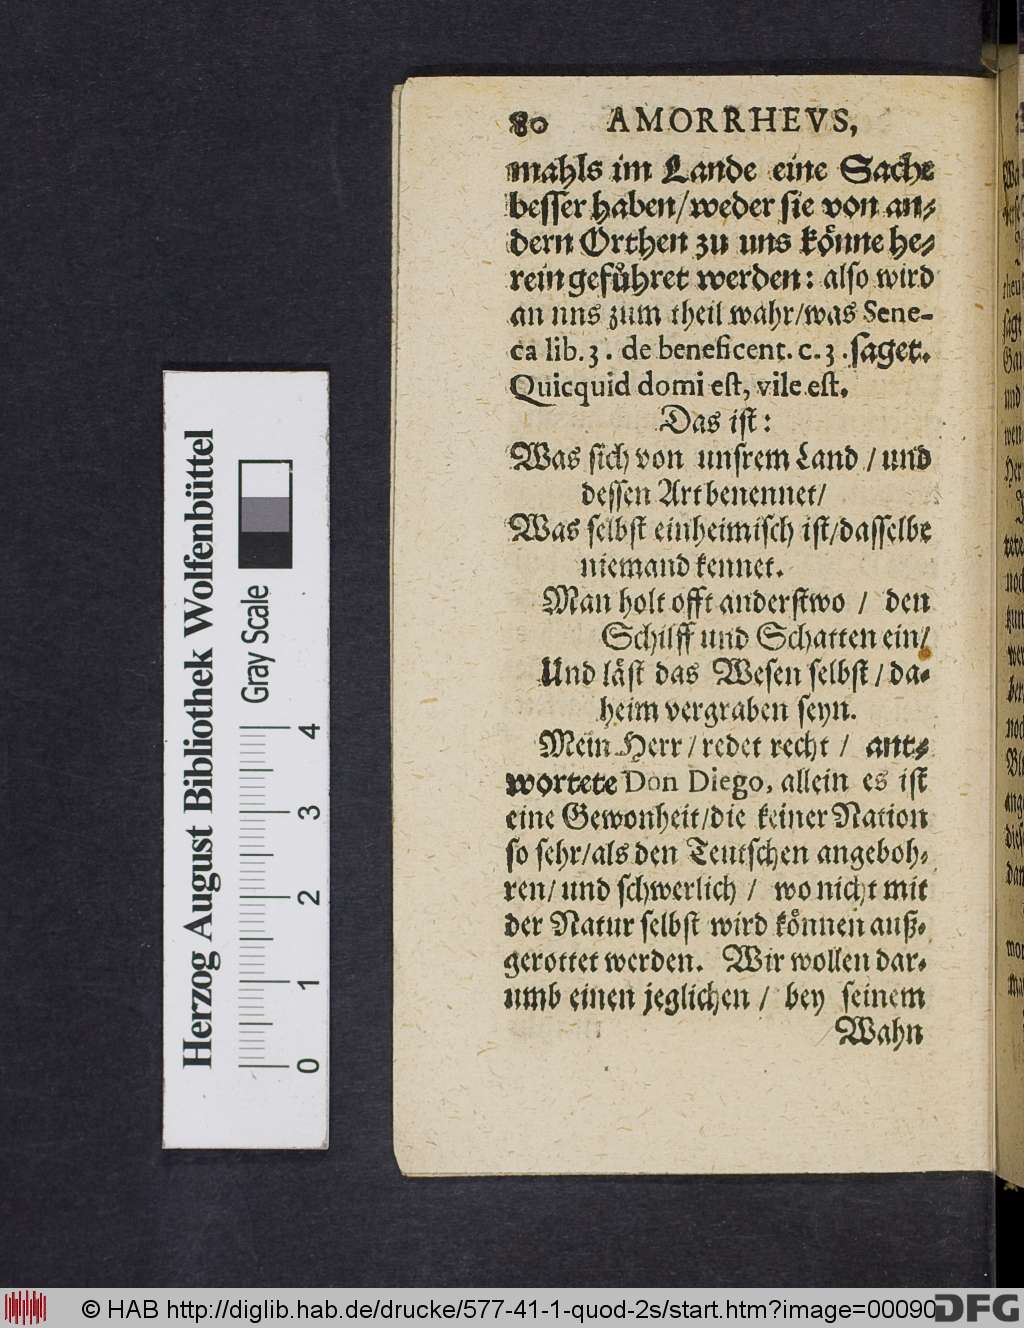 80 AMORRHEVS,
mahls im Lande eine Sache
besser haben/weder sie von an⸗
dern Orthen zu uns koͤnne he⸗
rein gefuͤhret werden: also wird
an uns zum theil wahr/was Sene-
ca lib. 3. de beneficent. c. 3. saget.
Quicquid domi est, vile est.
Das ist:
Was sich von unsrem Land / und
dessen Art benennet/
Was selbst einheimisch ist/dasselbe
niemand kennet.
Man holt offt anderstwo / den
Schilff und Schatten ein/
Und läst das Wesen selbst / da⸗
heim vergraben seyn.
Mein Herr / redet recht / ant⸗
wortete Don Diego, allein es ist
eine Gewonheit/die keiner Nation
so sehr/als den Teutschen angeboh⸗
ren/ und schwerlich / wo nicht mit
der Natur selbst wird koͤnnen auß⸗
gerottet werden. Wir wollen dar⸗
umb einen jeglichen / bey seinem
Wahn
Herzog August Bibliothek Wolfenbüttel
Gray Scale
0 1 2 3 4
© HAB http://diglib.hab.de/drucke/577-41-1-quod-2s/start.htm?image=00090
DFG